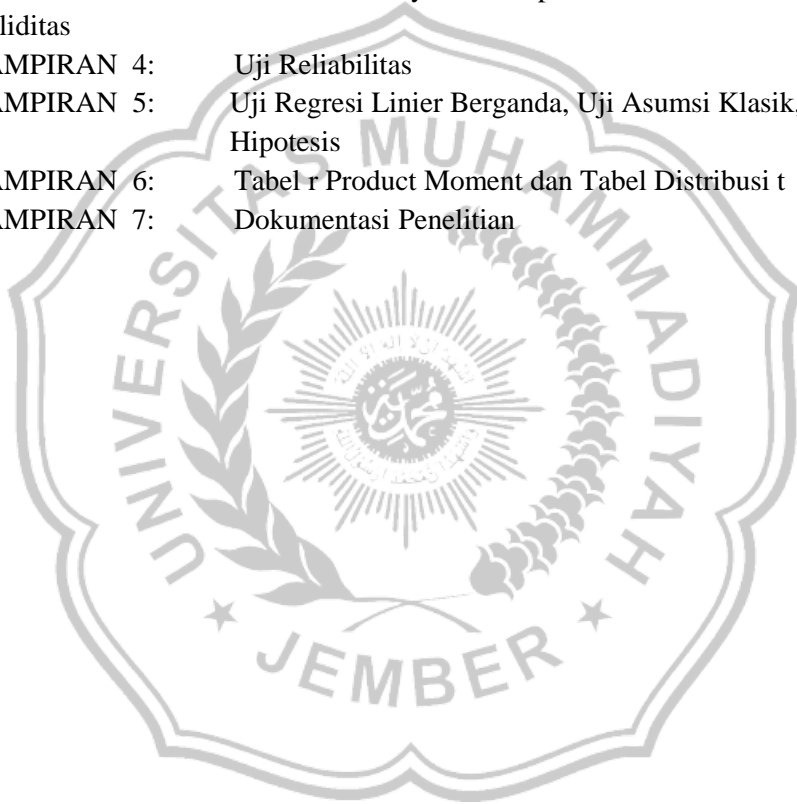 liditas
AMPIRAN 4: Uji Reliabilitas
AMPIRAN 5: Uji Regresi Linier Berganda, Uji Asumsi Klasik,
Hipotesis
AMPIRAN 6: Tabel r Product Moment dan Tabel Distribusi t
AMPIRAN 7: Dokumentasi Penelitian
UNIVERSITAS MUHAMMADIYAH
JEMBER